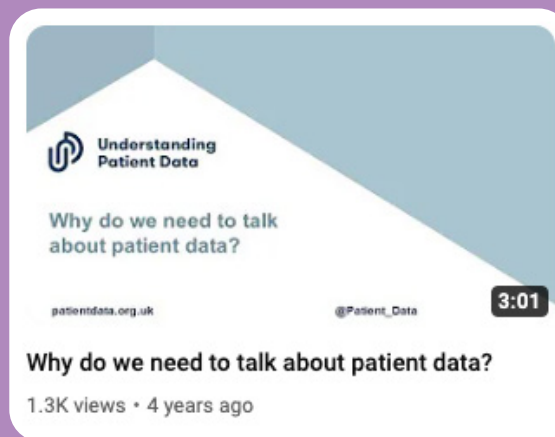 Understanding
Patient Data
Why do we need to talk
about patient data?
patientdata.org.uk
@Patient_Data
3:01
Why do we need to talk about patient data?
1.3K views • 4 years ago